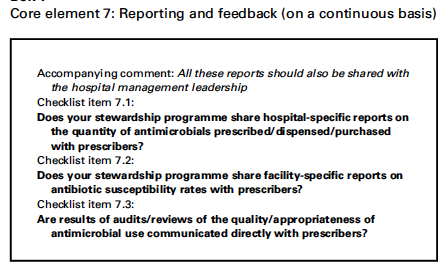 Core element 7: Reporting and feedback (on a continuous basis)
Accompanying comment: All these reports should also be shared with
the hospital management leadership
Checklist item 7.1:
Does your stewardship programme share hospital-specific reports on
the quantity of antimicrobials prescribed/dispensed/purchased
with prescribers?
Checklist item 7.2:
Does your stewardship programme share facility-specific reports on
antibiotic susceptibility rates with prescribers?
Checklist item 7.3:
Are results of audits/reviews of the quality/appropriateness of
antimicrobial use communicated directly with prescribers?